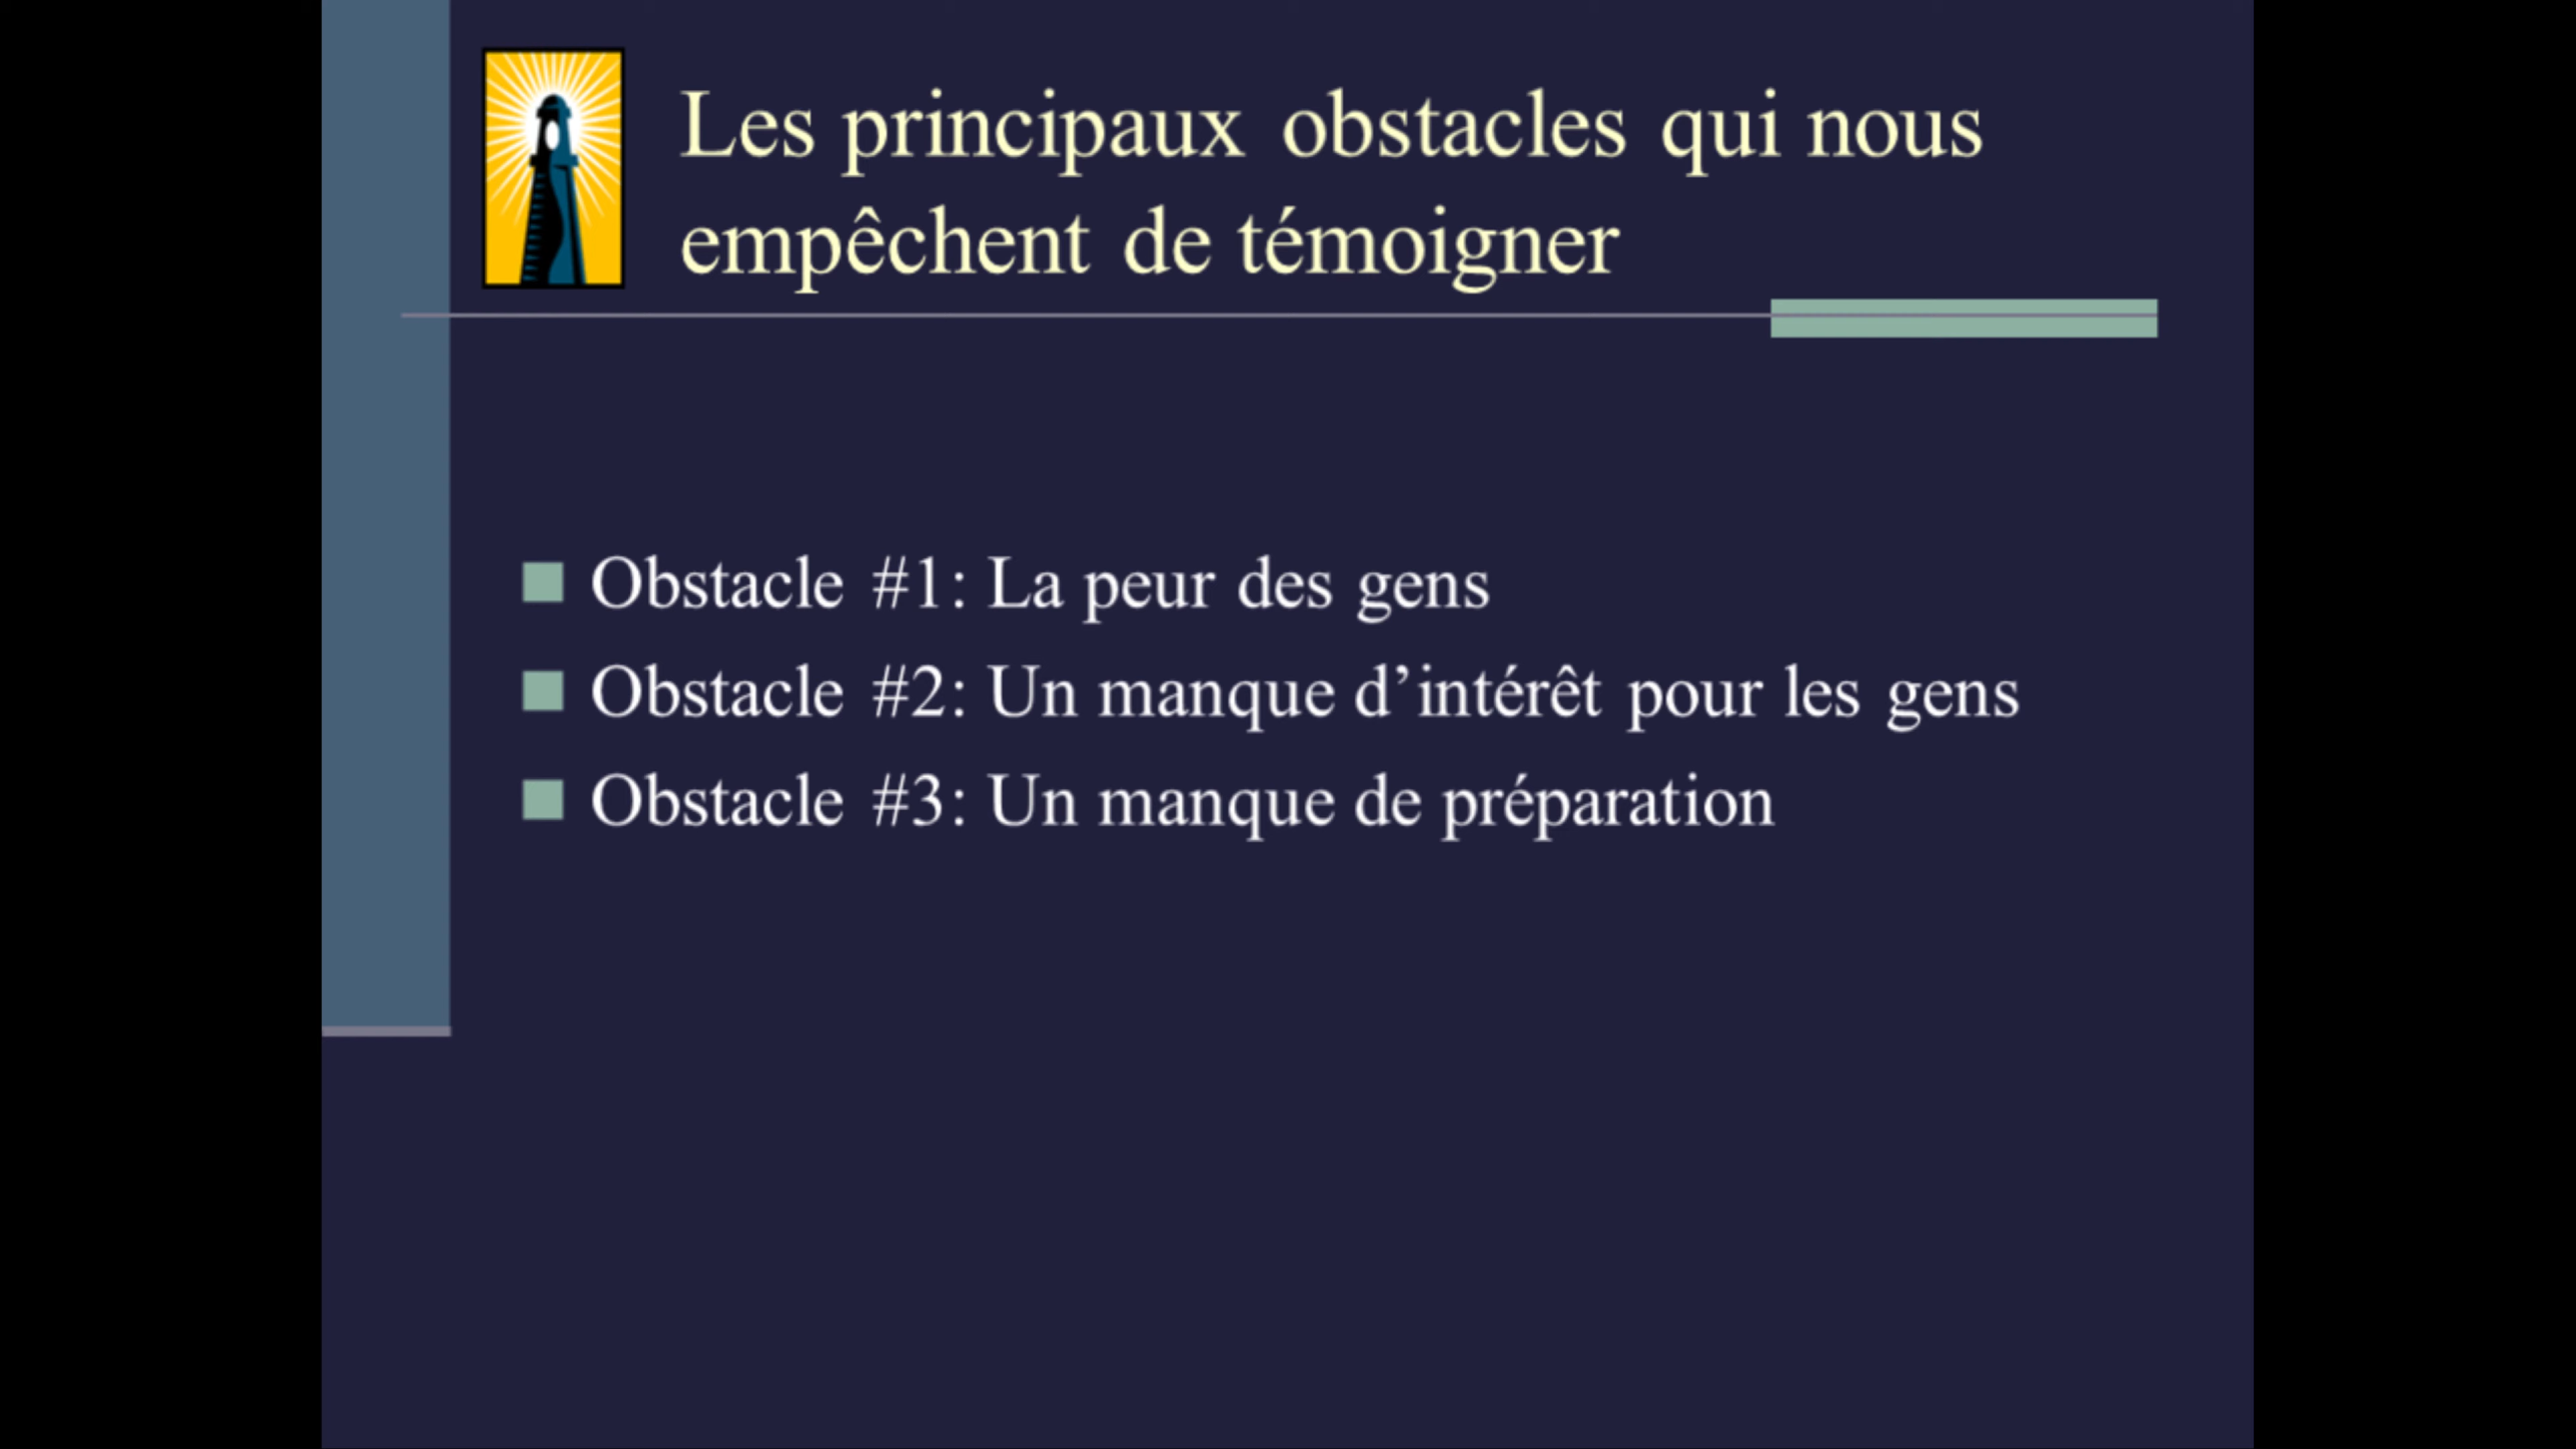 Les principaux obstacles qui nous
empêchent de témoigner
Obstacle #1: La peur des gens
Obstacle #2: Un manque d’intérêt pour les gens
Obstacle #3: Un manque de préparation